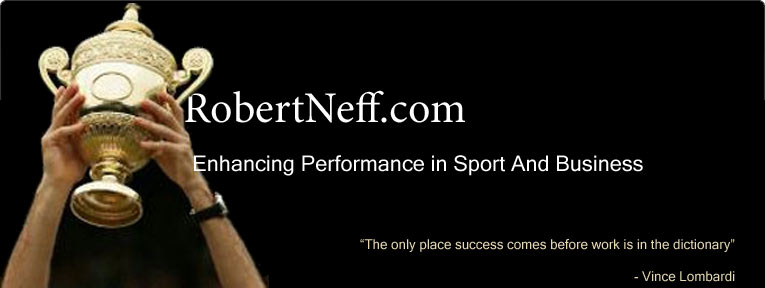 RobertNeff.com
Enhancing Performance in Sport And Business
“The only place success comes before work is in the dictionary”
- Vince Lombardi